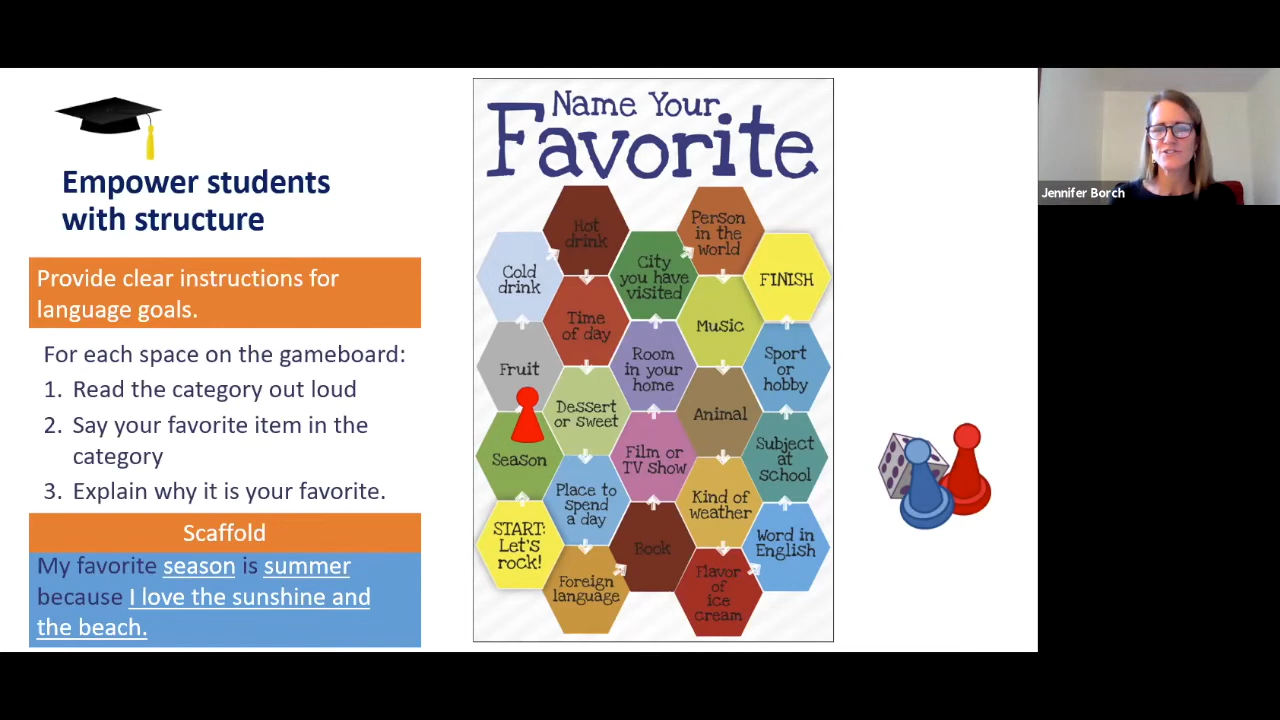 Empower students
with structure
Provide clear instructions for
language goals.
For each space on the gameboard:
1. Read the category out loud
2. Say your favorite item in the
category
3. Explain why it is your favorite.
Scaffold
My favorite season is summer
because I love the sunshine and
the beach.
Name Your
Favorite
START:
Let's
rock!
Season
Fruit
Cold
drink
Hot
drink
Time
of day
Dessert
or sweet
Place to
spend
a day
Foreign
language
Book
Film or
TV show
Room
in your
home
City
you have
visited
Person
in the
world
Music
Animal
Kind of
weather
Flavor
of
ice
cream
Word in
English
Subject
at
school
Sport
or
hobby
FINISH
Jennifer Borch